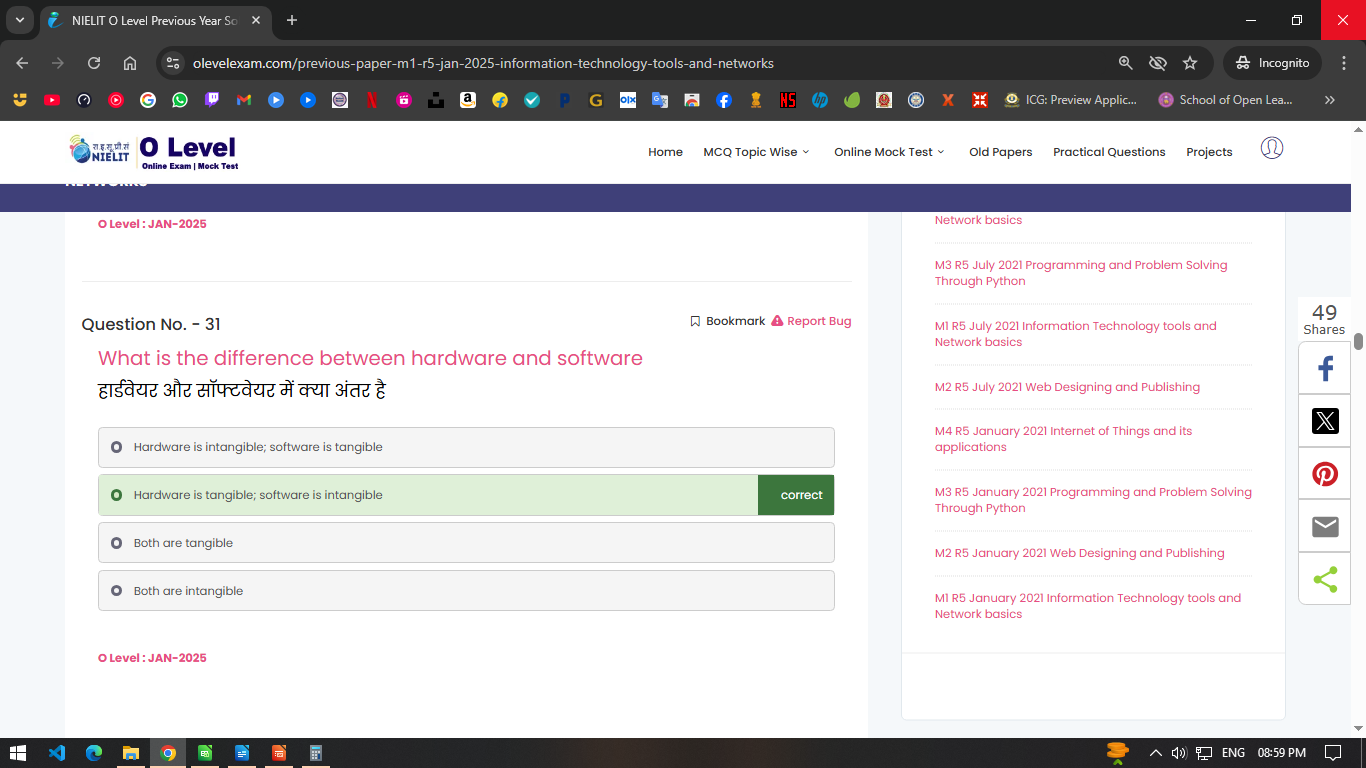 NIELIT O Level Previous Year So
olevelexam.com/previous-paper-m1-r5-jan-2025-information-technology-tools-and-networks
Incognito
ICG: Preview Applic...
School of Open Lea...
NIELIT
O Level
Online Exam | Mock Test
Home
MCQ Topic Wise
Online Mock Test
Old Papers
Practical Questions
Projects
NETWORKS
O Level : JAN-2025
Question No. - 31
Bookmark
Report Bug
What is the difference between hardware and software
हार्डवेयर और सॉफ्टवेयर में क्या अंतर है
Hardware is intangible; software is tangible
Hardware is tangible; software is intangible
correct
Both are tangible
Both are intangible
O Level : JAN-2025
Network basics
M3 R5 July 2021 Programming and Problem Solving
Through Python
M1 R5 July 2021 Information Technology tools and
Network basics
M2 R5 July 2021 Web Designing and Publishing
M4 R5 January 2021 Internet of Things and its
applications
M3 R5 January 2021 Programming and Problem Solving
Through Python
M2 R5 January 2021 Web Designing and Publishing
M1 R5 January 2021 Information Technology tools and
Network basics
49
Shares
ENG
08:59 PM